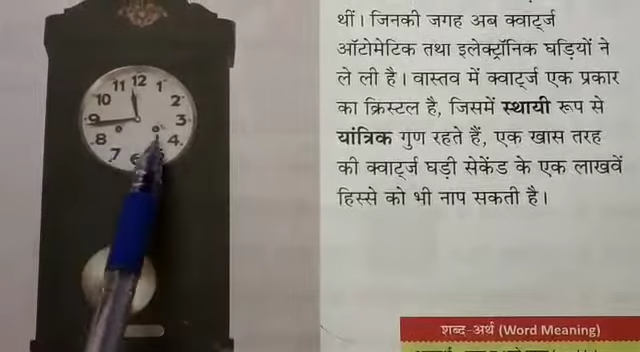 थीं। जिनकी जगह अब क्वार्ट्ज
ऑटोमेटिक तथा इलेक्ट्रॉनिक घड़ियों ने
ले ली है। वास्तव में क्वार्ट्ज एक प्रकार
का क्रिस्टल है, जिसमें स्थायी रूप से
यांत्रिक गुण रहते हैं, एक खास तरह
की क्वार्ट्ज घड़ी सेकेंड के एक लाखवें
हिस्से को भी नाप सकती है।
शब्द-अर्थ (Word Meaning)
11 12 1
10 2
9 3
8 4
7 6